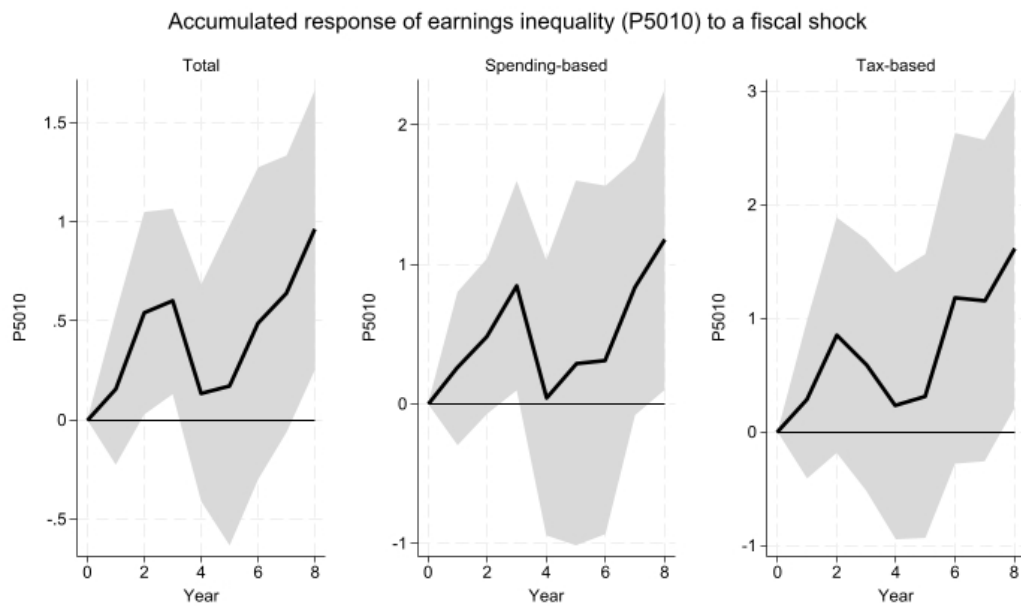 Accumulated response of earnings inequality (P5010) to a fiscal shock
Total
1.5
1
.5
0
-.5
P5010
0 2 4 6 8
Year
Spending-based
2
1
0
-1
P5010
0 2 4 6 8
Year
Tax-based
3
2
1
0
-1
P5010
0 2 4 6 8
Year